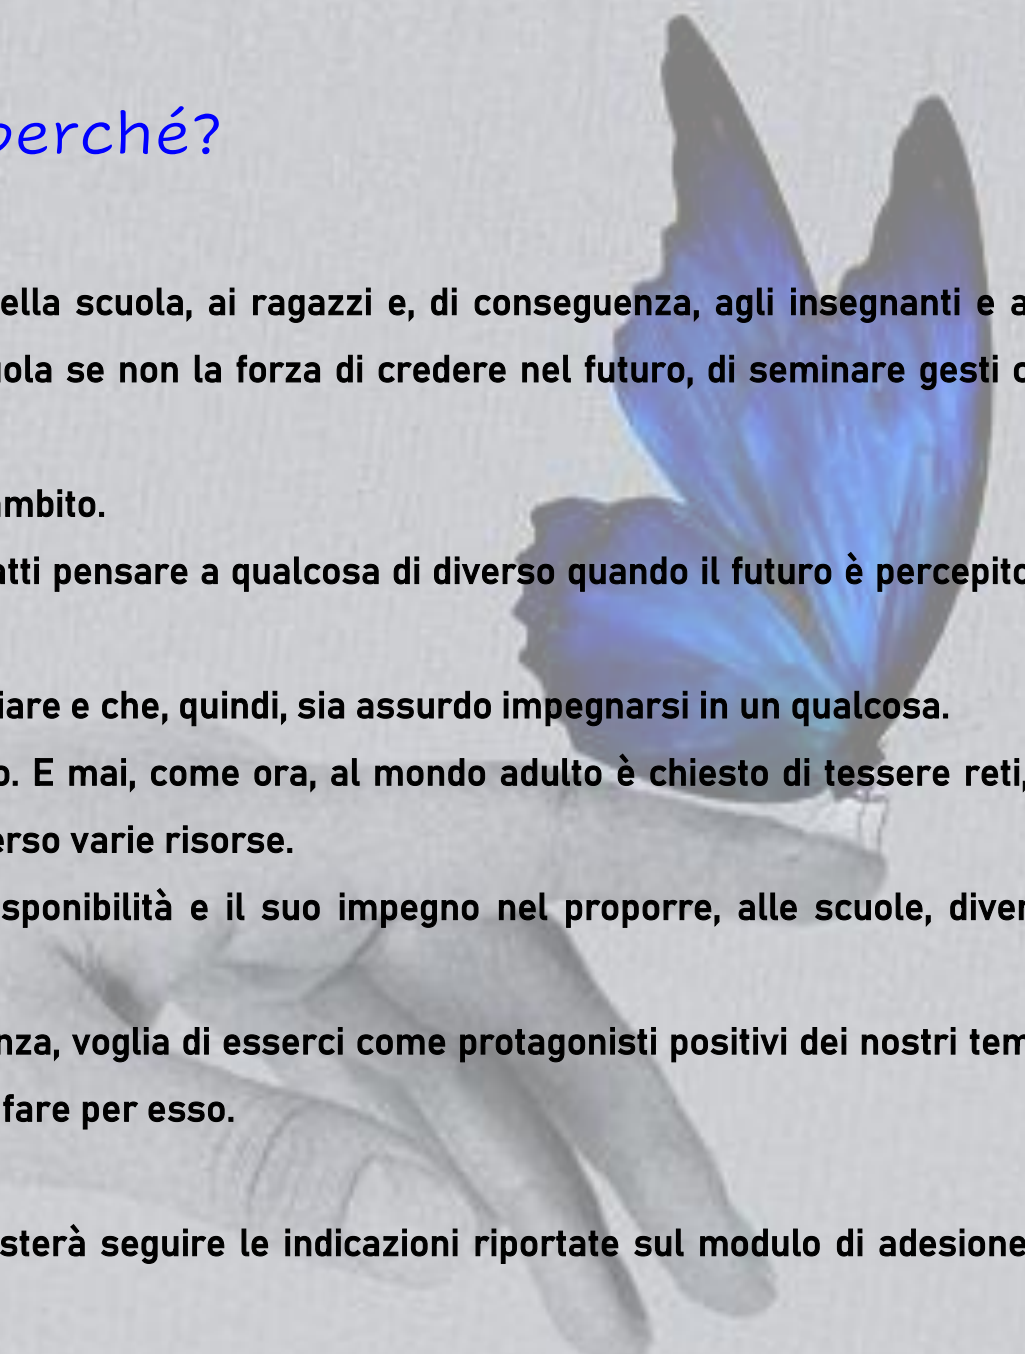 perché?
ella scuola, ai ragazzi e, di conseguenza, agli insegnanti e a
ola se non la forza di credere nel futuro, di seminare gesti
mbito.
tti pensare a qualcosa di diverso quando il futuro è percepito
iare e che, quindi, sia assurdo impegnarsi in un qualcosa.
o. E mai, come ora, al mondo adulto è chiesto di tessere reti,
erso varie risorse.
sponibilità e il suo impegno nel proporre, alle scuole, diver
nza, voglia di esserci come protagonisti positivi dei nostri tem
fare per esso.
sterà seguire le indicazioni riportate sul modulo di adesione